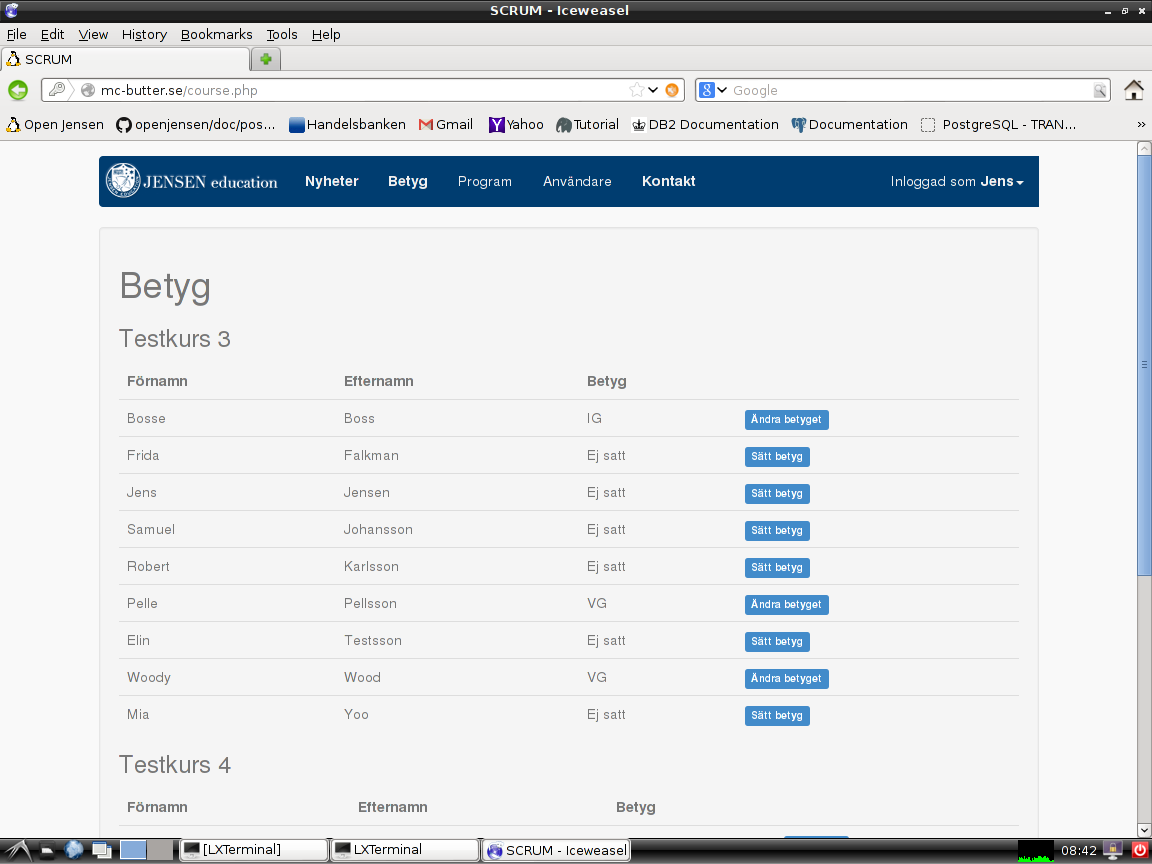 SCRUM - Iceweasel
File Edit View History Bookmarks Tools Help
SCRUM
mc-butter.se/course.php
Google
Open Jensen openjensen/doc/pos... Handelsbanken Gmail Yahoo Tutorial DB2 Documentation Documentation PostgreSQL - TRAN... »
JENSEN education Nyheter Betyg Program Användare Kontakt Inloggad som Jens
Betyg
Testkurs 3
Förnamn Efternamn Betyg
Bosse Boss IG Ändra betyget
Frida Falkman Ej satt Sätt betyg
Jens Jensen Ej satt Sätt betyg
Samuel Johansson Ej satt Sätt betyg
Robert Karlsson Ej satt Sätt betyg
Pelle Pellsson VG Ändra betyget
Elin Testsson Ej satt Sätt betyg
Woody Wood VG Ändra betyget
Mia Yoo Ej satt Sätt betyg
Testkurs 4
Förnamn Efternamn Betyg
[LXTerminal] LXTerminal SCRUM - Iceweasel 08:42